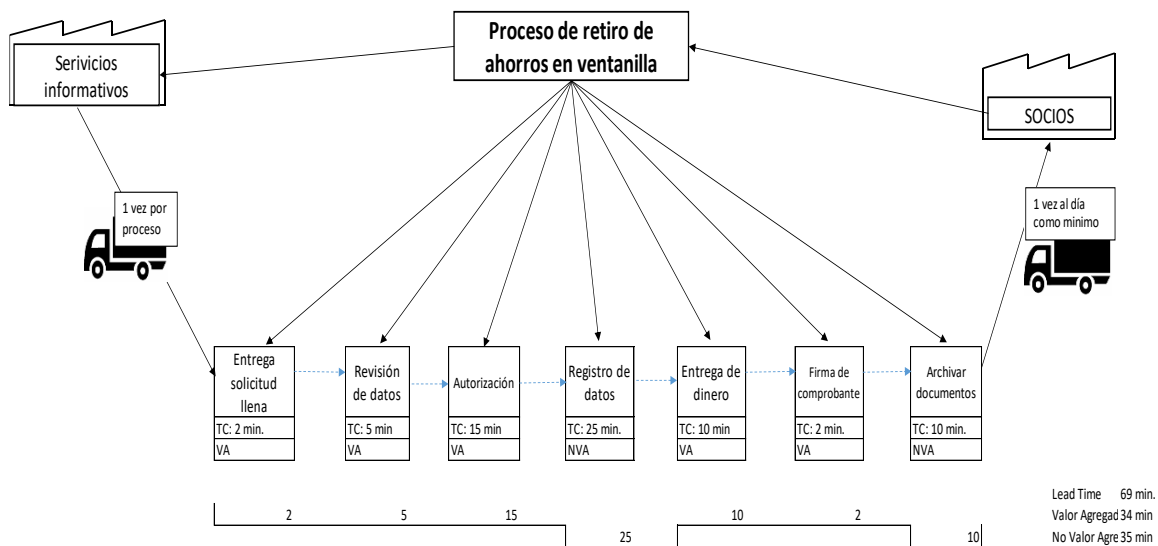 Proceso de retiro de
ahorros en ventanilla
Serivicios
informativos
SOCIOS
1 vez por
proceso
1 vez al día
como minimo
Entrega
solicitud
llena
TC: 2 min.
VA
Revisión
de datos
TC: 5 min
VA
Autorización
TC: 15 min
VA
Registro de
datos
TC: 25 min.
NVA
Entrega de
dinero
TC: 10 min
VA
Firma de
comprobante
TC: 2 min.
VA
Archivar
documentos
TC: 10 min.
NVA
2
5
15
25
10
2
10
Lead Time 69 min.
Valor Agregad 34 min
No Valor Agre 35 min